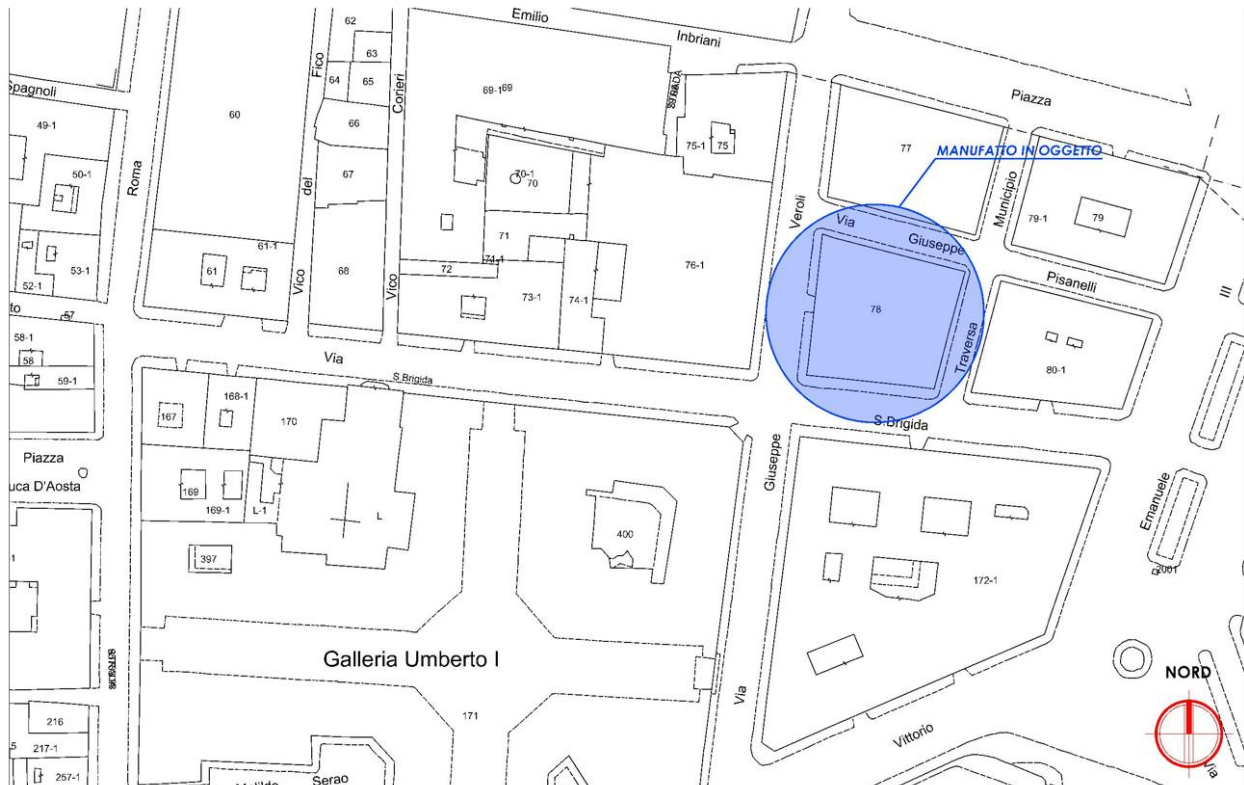 Emilio
Inbriani
62
63
Fico
Corieri
64
65
Spagnoli
69-1
69
Piazza
49-1
60
66
75-1
75
77
MANUFATTO IN OGGETTO
50-1
Roma
67
del
70-1
70
Veroli
Via
Municipio
79-1
79
Giuseppe
71
61-1
71-1
76-1
Pisanelli
61
68
72
53-1
52-1
Vico
Vico
73-1
74-1
78
III
to
57
58-1
58
Via
Traversa
59-1
80-1
S.Brigida
167
168-1
170
S.Brigida
Piazza
uca D'Aosta
169
169-1
L-1
L
400
Giuseppe
Emanuele
397
172-1
2001
Galleria Umberto I
NORD
171
Via
216
Vittorio
217-1
257-1
Serao
Via